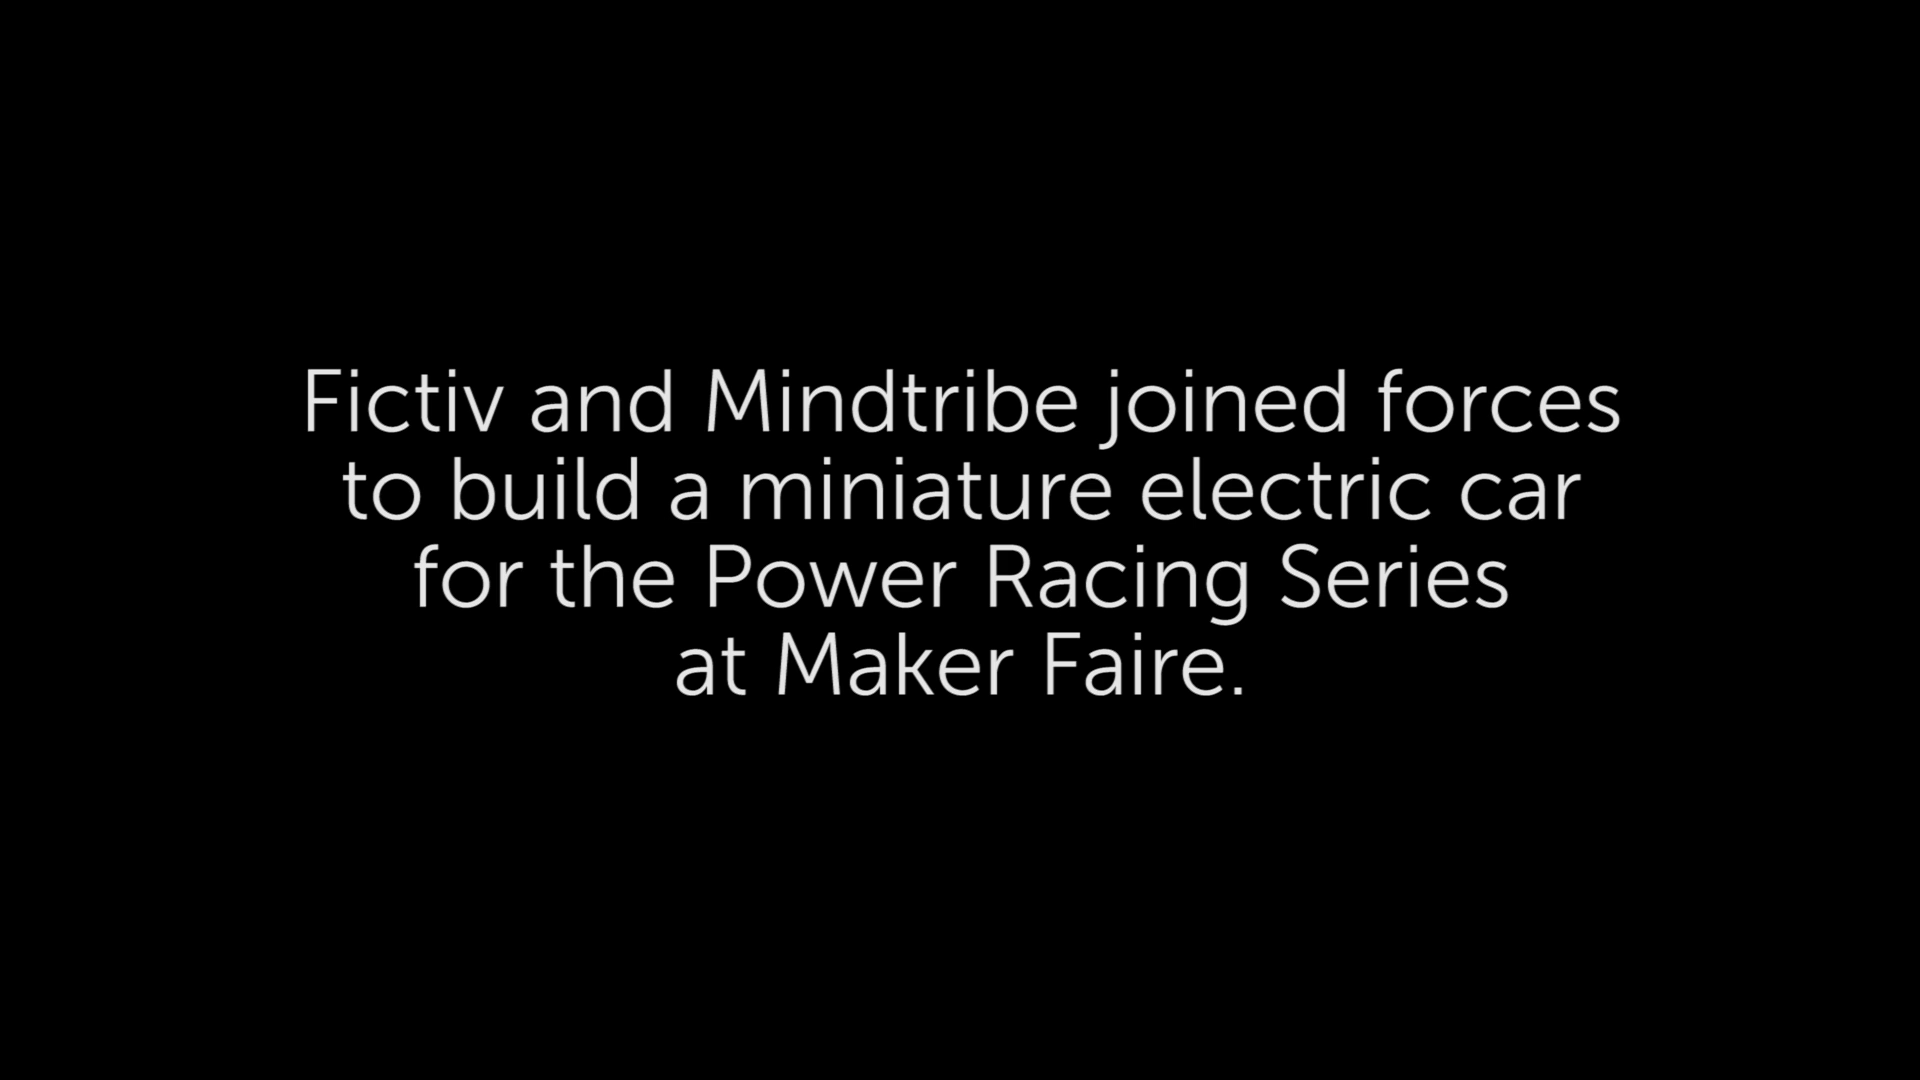 Fictiv and Mindtribe joined forces
to build a miniature electric car
for the Power Racing Series
at Maker Faire.